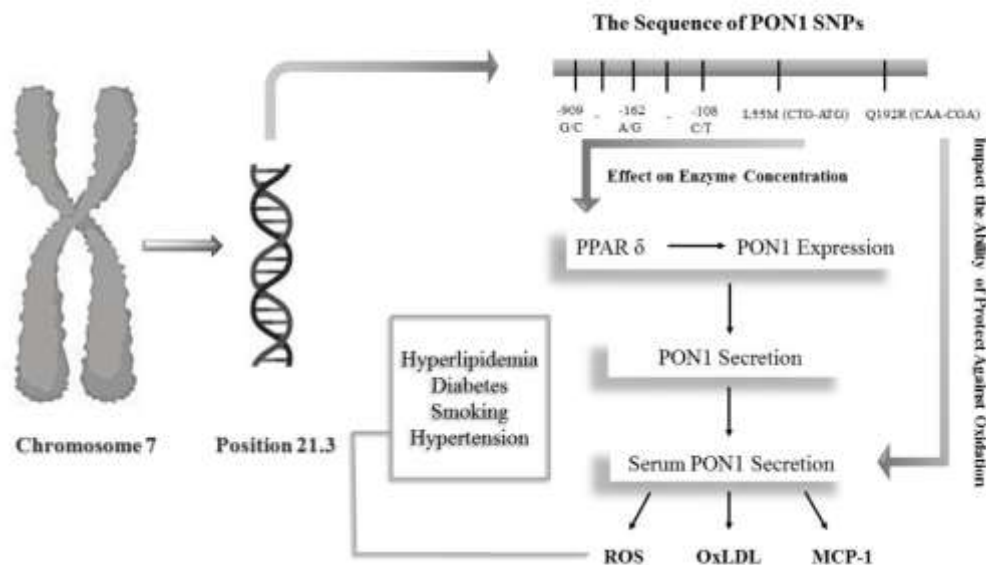 The Sequence of PON1 SNPs
-909 - -162 - -108 L55M (CTG-ATG) Q192R (CAA-CGA)
G/C A/G C/T
Effect on Enzyme Concentration
Impact the Ability of Protect Against Oxidation
PPAR δ PON1 Expression
Hyperlipidemia
Diabetes
Smoking
Hypertension
PON1 Secretion
Chromosome 7 Position 21.3
Serum PON1 Secretion
ROS OxLDL MCP-1